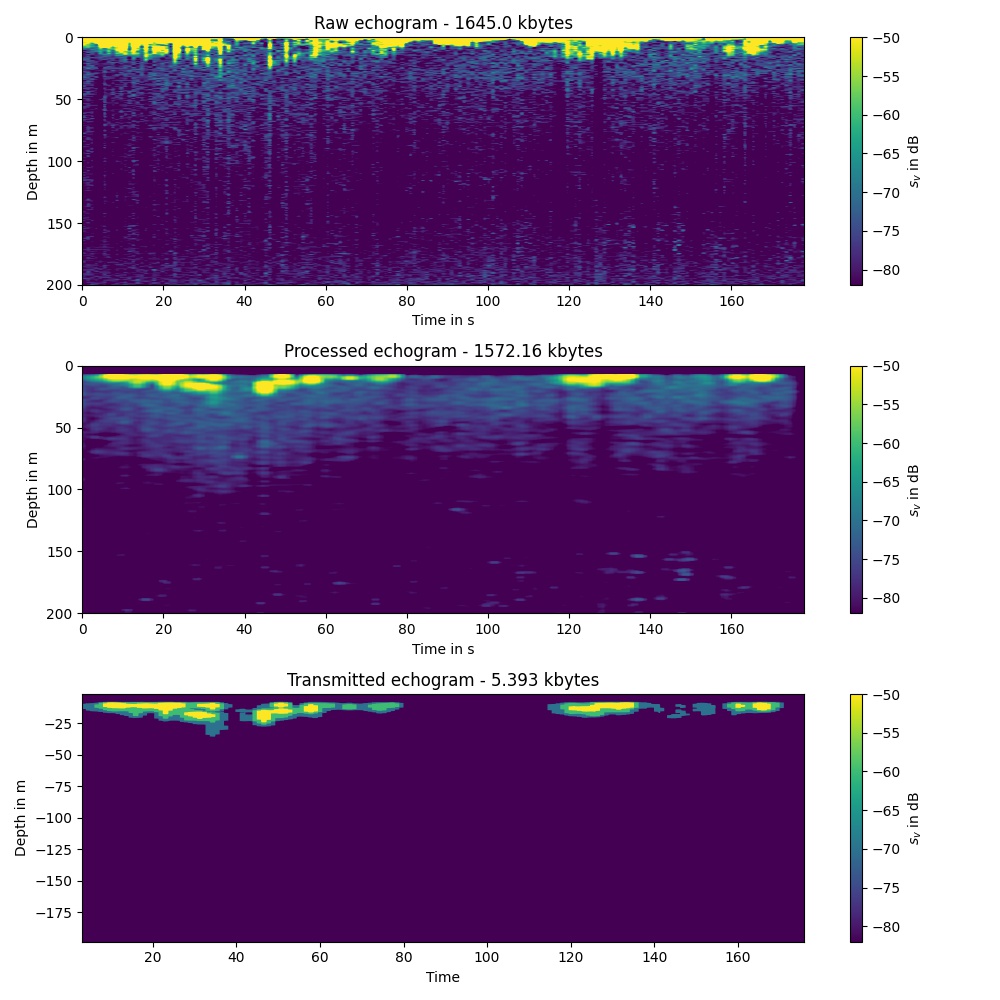 Raw echogram - 1645.0 kbytes
0
50
100
150
200
Depth in m
0 20 40 60 80 100 120 140 160
Time in s
−50
−55
−60
−65
−70
−75
−80
sv in dB
Processed echogram - 1572.16 kbytes
0
50
100
150
200
Depth in m
0 20 40 60 80 100 120 140 160
Time in s
−50
−55
−60
−65
−70
−75
−80
sv in dB
Transmitted echogram - 5.393 kbytes
−25
−50
−75
−100
−125
−150
−175
Depth in m
20 40 60 80 100 120 140 160
Time
−50
−55
−60
−65
−70
−75
−80
sv in dB